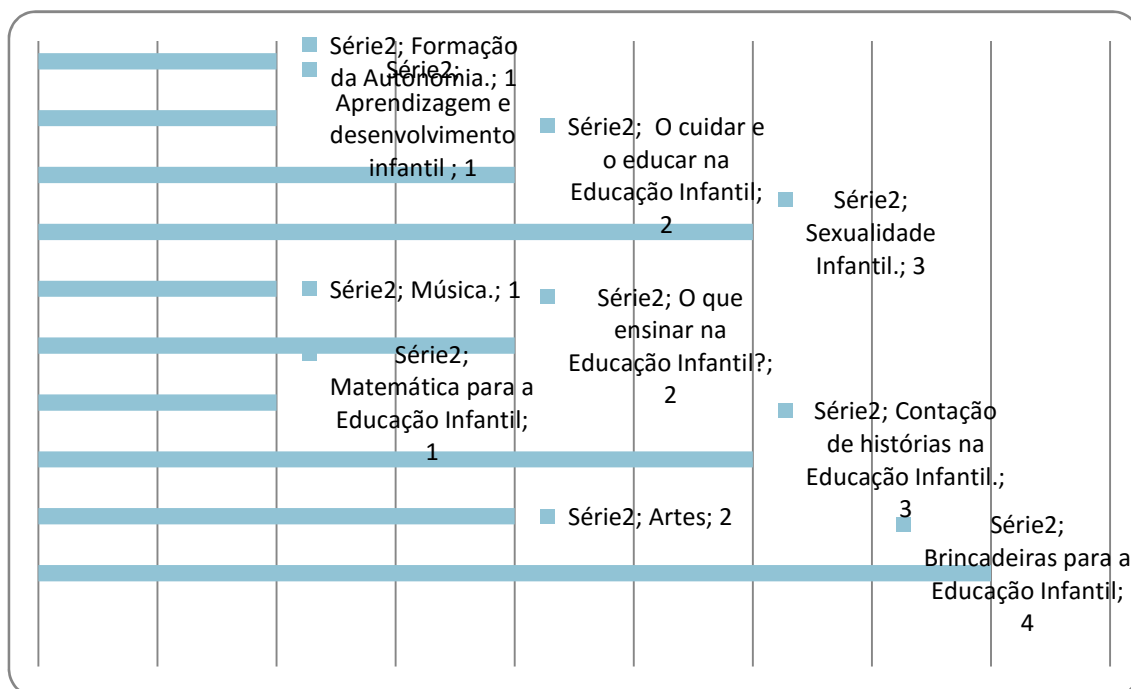 Série2; Formação
da Autonomia.; 1
Série2;
Aprendizagem e
desenvolvimento
infantil ; 1
Série2;  O cuidar e
o educar na
Educação Infantil;
2
Série2;
Sexualidade
Infantil.; 3
Série2; Música.; 1
Série2; O que
ensinar na
Educação Infantil?;
2
Série2;
Matemática para a
Educação Infantil;
1
Série2; Contação
de histórias na
Educação Infantil.;
3
Série2; Artes; 2
Série2;
Brincadeiras para a
Educação Infantil;
4